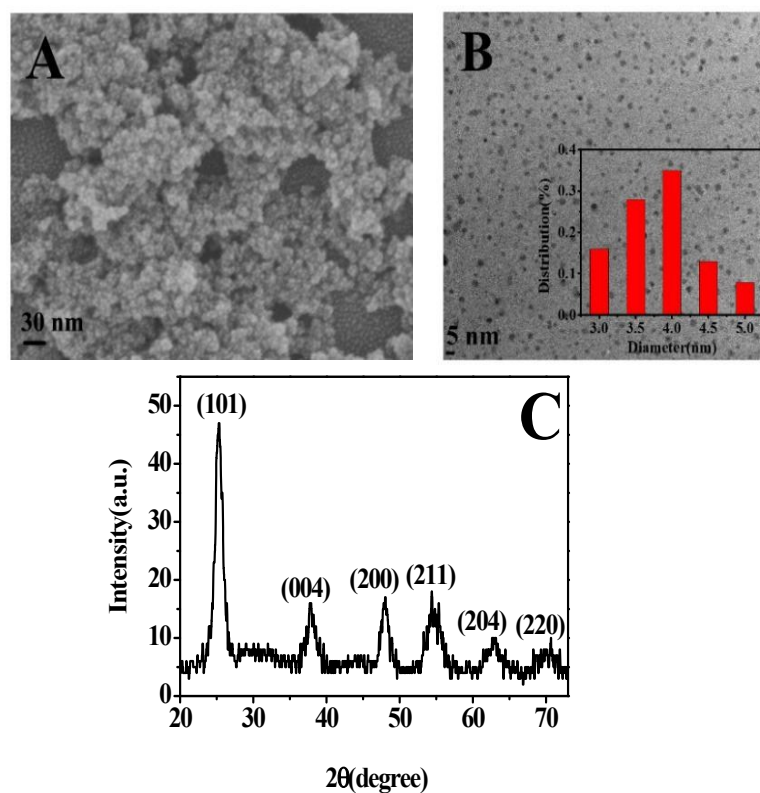 A
30 nm
B
Distribution(%)
0.4
0.3
0.2
0.1
0.0
3.0 3.5 4.0 4.5 5.0
Diameter(nm)
5 nm
C
Intensity(a.u.)
50
40
30
20
10
0
(101)
(004)
(200)
(211)
(204)
(220)
20 30 40 50 60 70
2θ(degree)